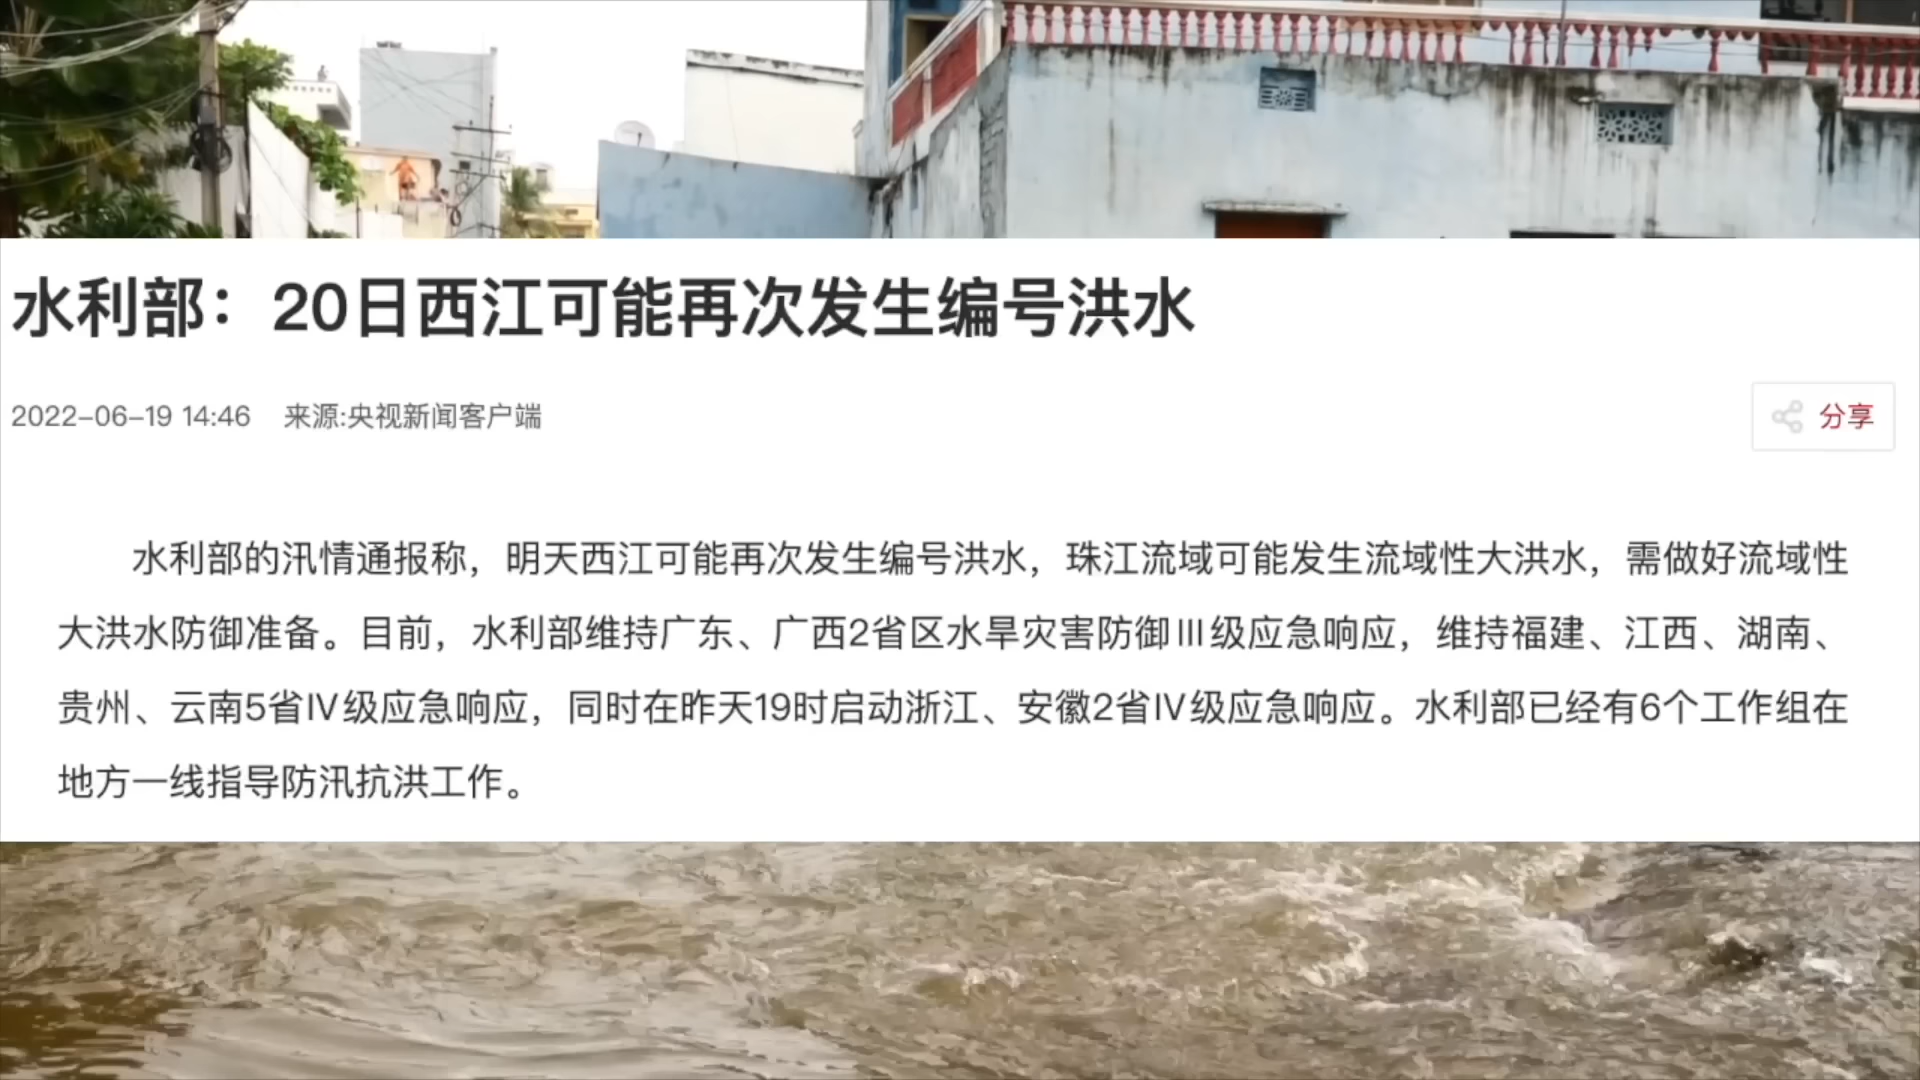 水利部：20日西江可能再次发生编号洪水
2022-06-19 14:46 来源:央视新闻客户端
分享
水利部的汛情通报称，明天西江可能再次发生编号洪水，珠江流域可能发生流域性大洪水，需做好流域性
大洪水防御准备。目前，水利部维持广东、广西2省区水旱灾害防御III级应急响应，维持福建、江西、湖南、
贵州、云南5省IV级应急响应，同时在昨天19时启动浙江、安徽2省IV级应急响应。水利部已经有6个工作组在
地方一线指导防汛抗洪工作。